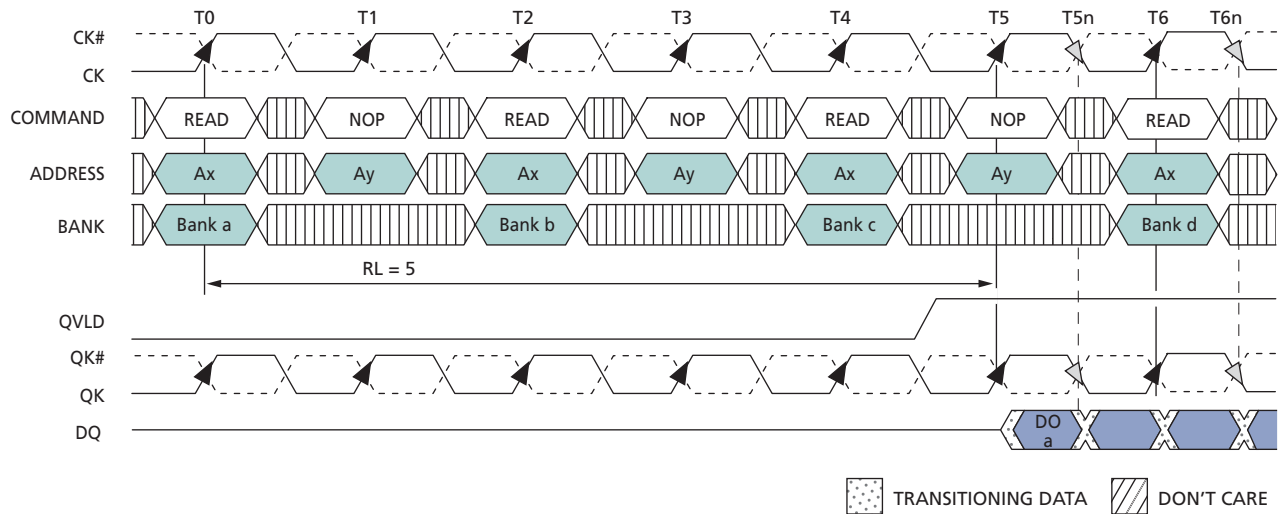 T0 T1 T2 T3 T4 T5 T5n T6 T6n
CK#
CK
COMMAND READ NOP READ NOP READ NOP READ
ADDRESS Ax Ay Ax Ay Ax Ay Ax
BANK Bank a Bank b Bank c Bank d
RL = 5
QVLD
QK#
QK
DQ DO
a
TRANSITIONING DATA DON'T CARE